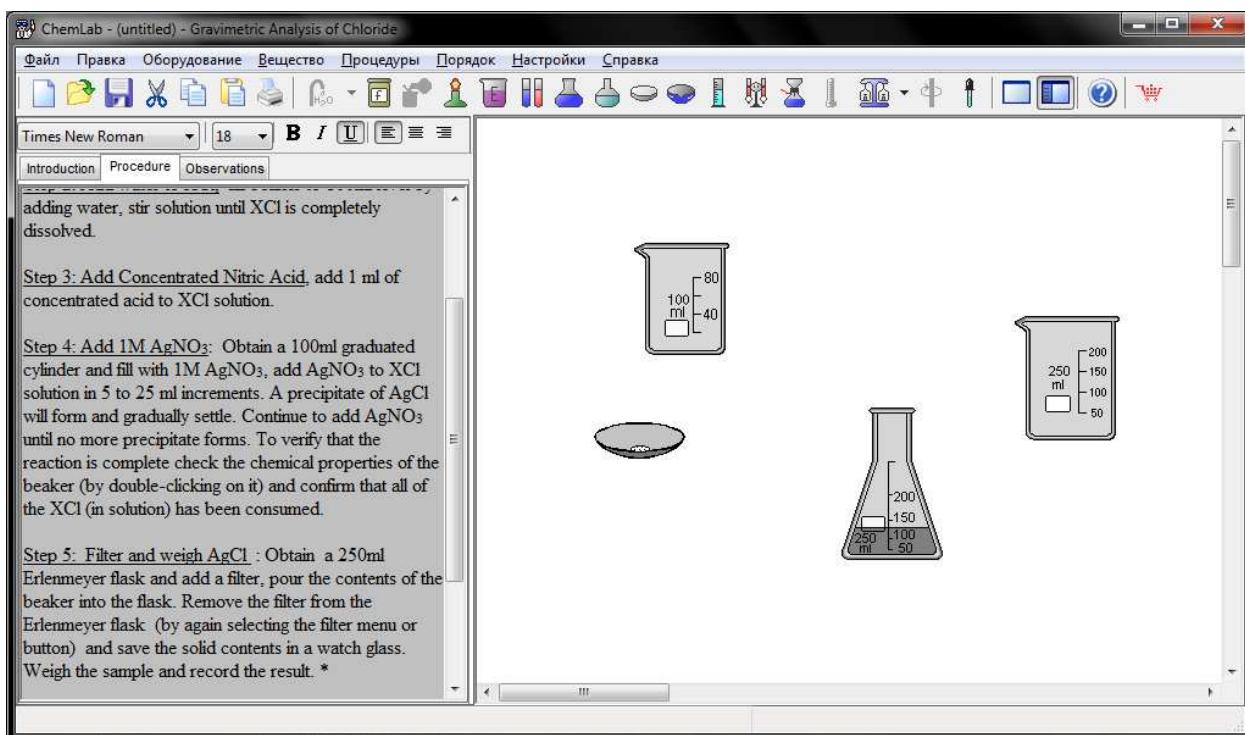 ChemLab - (untitled) - Gravimetric Analysis of Chloride
Файл Правка Оборудование Вещество Процедуры Порядок Настройки Справка
Times New Roman 18 B I U
Introduction Procedure Observations
adding water, stir solution until XCl is completely
dissolved.
Step 3: Add Concentrated Nitric Acid, add 1 ml of
concentrated acid to XCl solution.
Step 4: Add 1M AgNO3: Obtain a 100ml graduated
cylinder and fill with 1M AgNO3, add AgNO3 to XCl
solution in 5 to 25 ml increments. A precipitate of AgCl
will form and gradually settle. Continue to add AgNO3
until no more precipitate forms. To verify that the
reaction is complete check the chemical properties of the
beaker (by double-clicking on it) and confirm that all of
the XCl (in solution) has been consumed.
Step 5: Filter and weigh AgCl : Obtain a 250ml
Erlenmeyer flask and add a filter, pour the contents of the
beaker into the flask. Remove the filter from the
Erlenmeyer flask (by again selecting the filter menu or
button) and save the solid contents in a watch glass.
Weigh the sample and record the result. *
80
100
ml
40
200
250
150
ml
100
50
200
150
250
100
ml
50